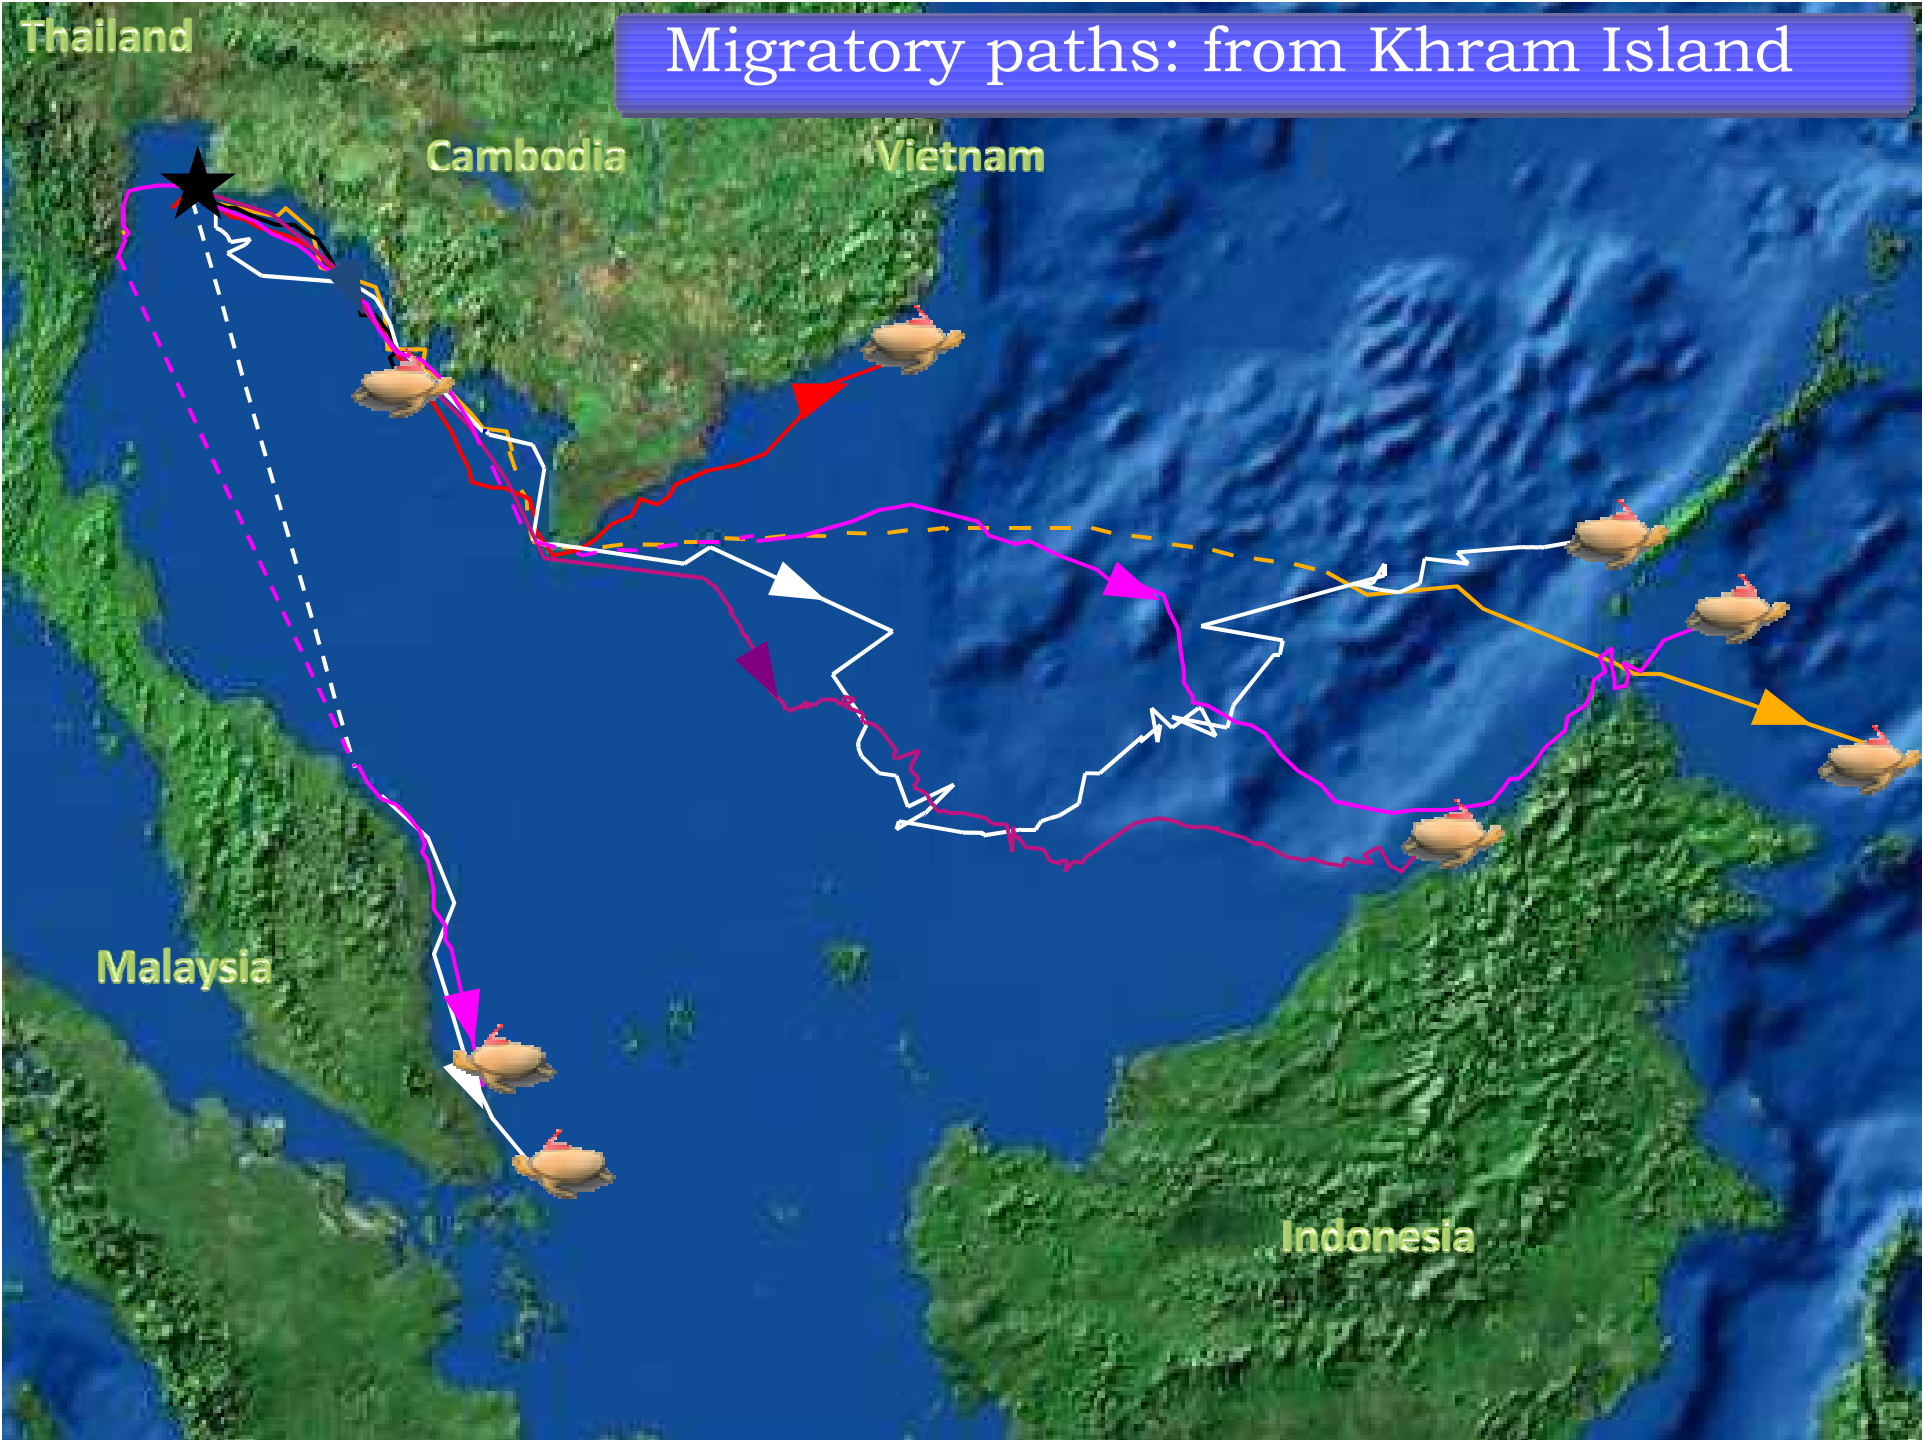 Thailand
Migratory paths: from Khram Island
Cambodia
Vietnam
Malaysia
Indonesia